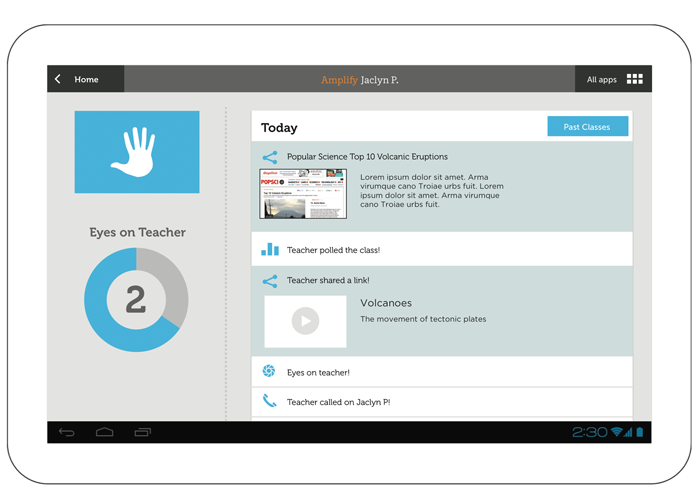 Home
Amplify Jaclyn P.
All apps
Eyes on Teacher
2
Today
Past Classes
Popular Science Top 10 Volcanic Eruptions
POPSCI
Lorem ipsum dolor sit amet. Arma
virumque cano Troiae urbs fuit. Lorem
ipsum dolor sit amet. Arma virumque
cano Troiae urbs fuit.
Teacher polled the class!
Teacher shared a link!
Volcanoes
The movement of tectonic plates
Eyes on teacher!
Teacher called on Jaclyn P!
2:30